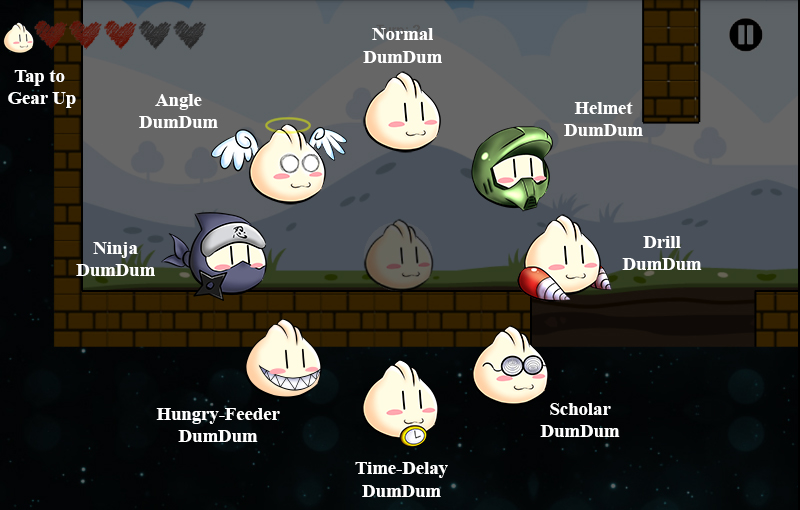 Tap to
Gear Up
Normal
DumDum
Angle
DumDum
Helmet
DumDum
Ninja
DumDum
忍
Drill
DumDum
Hungry-Feeder
DumDum
Scholar
DumDum
Time-Delay
DumDum